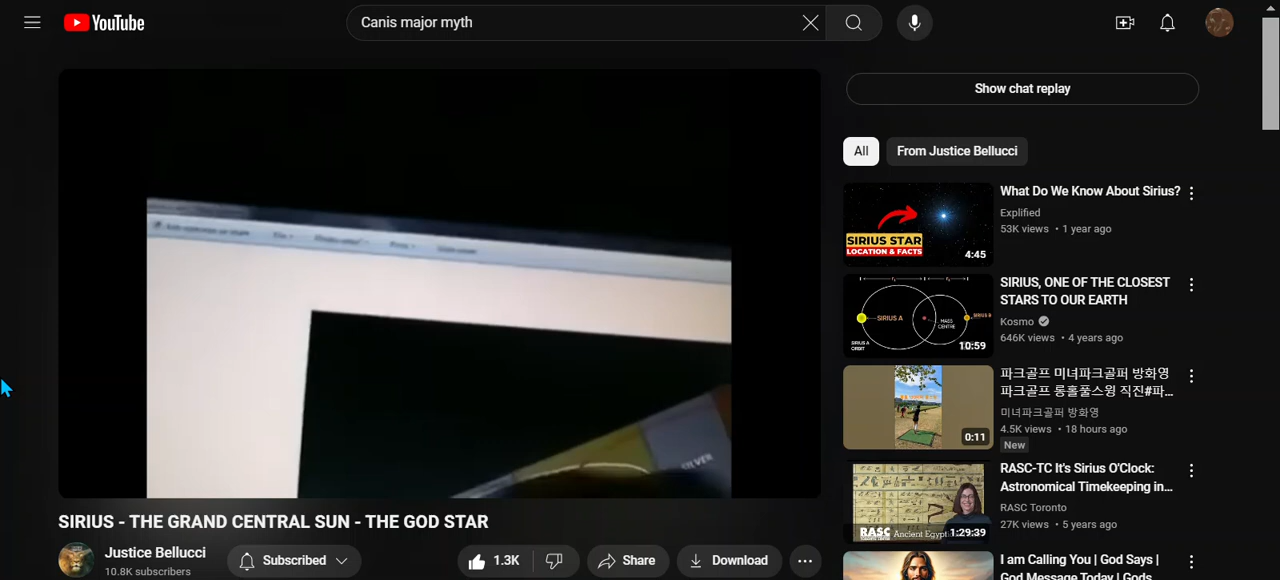 YouTube
Canis major myth
Show chat replay
All
From Justice Bellucci
SILVER
SIRIUS STAR
LOCATION & FACTS
4:45
What Do We Know About Sirius?
Explified
53K views • 1 year ago
SIRIUS A
SIRIUS B
MASS
CENTRE
SIRIUS A
ORBIT
10:59
SIRIUS, ONE OF THE CLOSEST
STARS TO OUR EARTH
Kosmo
646K views • 4 years ago
0:11
파크골프 미녀파크골퍼 방화영
파크골프 롱홀풀스윙 직진#파...
미녀파크골퍼 방화영
4.5K views • 18 hours ago
New
RASC
Ancient Egypt
1:29:39
RASC-TC It's Sirius O'Clock:
Astronomical Timekeeping in...
RASC Toronto
27K views • 5 years ago
I am Calling You | God Says |
God Message Today | Gods
SIRIUS - THE GRAND CENTRAL SUN - THE GOD STAR
Justice Bellucci
10.8K subscribers
Subscribed
1.3K
Share
Download